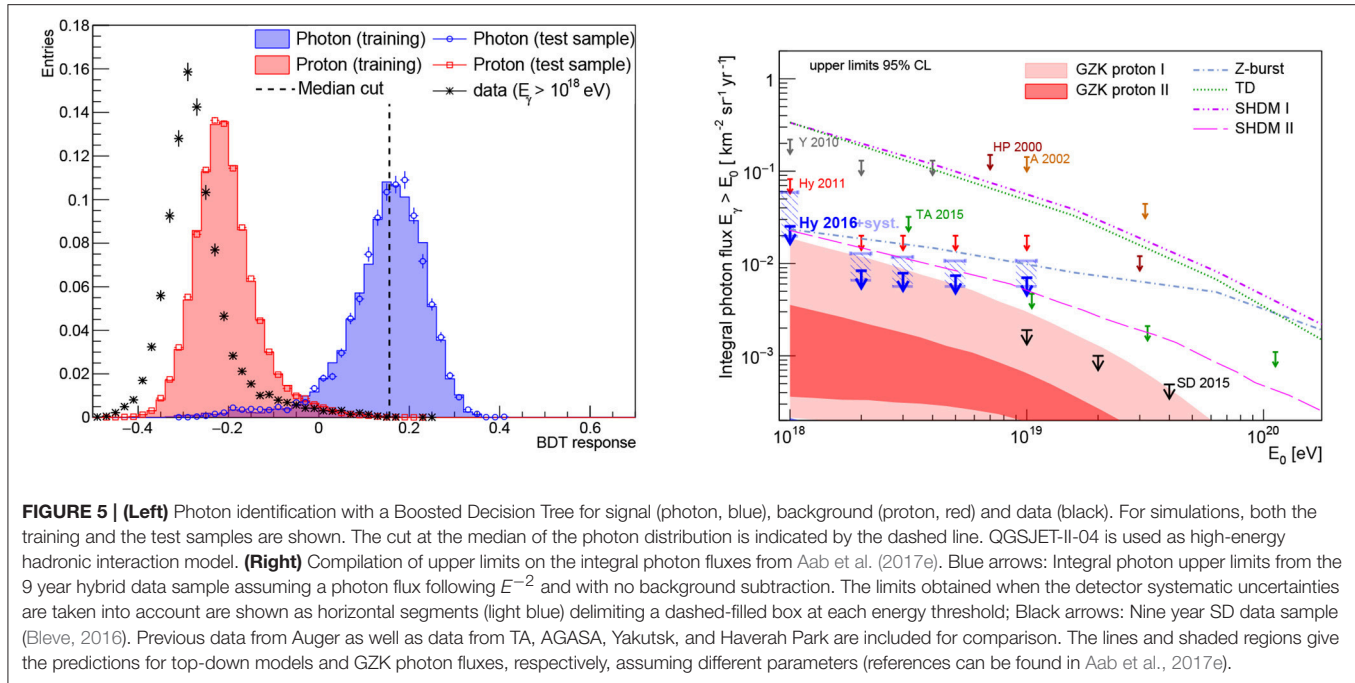 0.18
0.16
0.14
0.12
0.1
0.08
0.06
0.04
0.02
0
Entries
Photon (training)
Photon (test sample)
Proton (training)
Proton (test sample)
Median cut
data (Eγ > 10^18 eV)
−0.4
−0.2
0
0.2
0.4
0.6
BDT response
upper limits 95% CL
GZK proton I
GZK proton II
Z-burst
TD
SHDM I
SHDM II
Integral photon flux Eγ > E0 [ km^-2 sr^-1 yr^-1 ]
1
10^-1
10^-2
10^-3
Y 2010
HP 2000
A 2002
Hy 2011
Hy 2016+syst.
TA 2015
SD 2015
10^18
10^19
10^20
E0 [eV]
FIGURE 5 | (Left) Photon identification with a Boosted Decision Tree for signal (photon, blue), background (proton, red) and data (black). For simulations, both the
training and the test samples are shown. The cut at the median of the photon distribution is indicated by the dashed line. QGSJET-II-04 is used as high-energy
hadronic interaction model. (Right) Compilation of upper limits on the integral photon fluxes from Aab et al. (2017e). Blue arrows: Integral photon upper limits from the
9 year hybrid data sample assuming a photon flux following E^−2 and with no background subtraction. The limits obtained when the detector systematic uncertainties
are taken into account are shown as horizontal segments (light blue) delimiting a dashed-filled box at each energy threshold; Black arrows: Nine year SD data sample
(Bleve, 2016). Previous data from Auger as well as data from TA, AGASA, Yakutsk, and Haverah Park are included for comparison. The lines and shaded regions give
the predictions for top-down models and GZK photon fluxes, respectively, assuming different parameters (references can be found in Aab et al., 2017e).